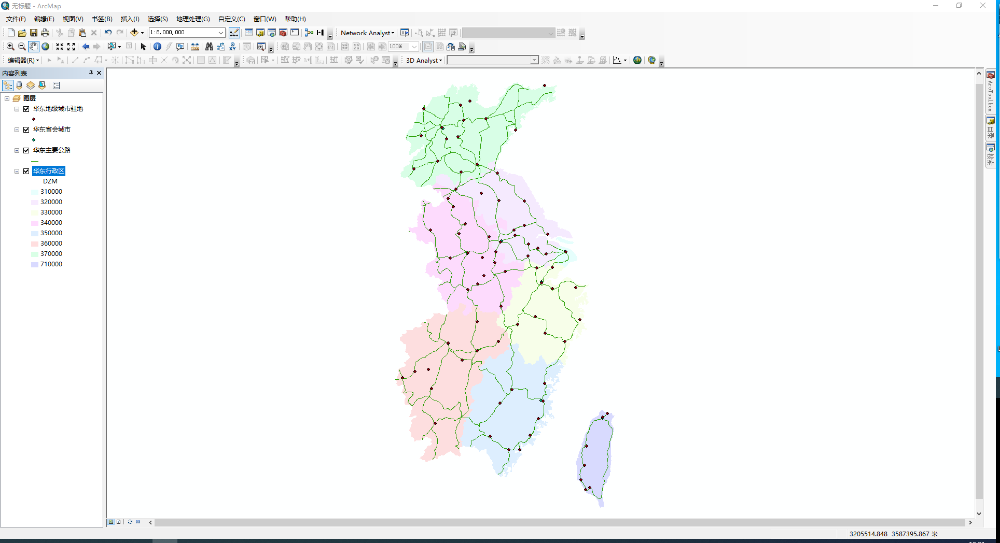 无标题 - ArcMap
文件(F) 编辑(E) 视图(V) 书签(B) 插入(I) 选择(S) 地理处理(G) 自定义(C) 窗口(W) 帮助(H)
1:8,000,000
Network Analyst
100%
编辑器(R)
3D Analyst
内容列表
图层
华东地级城市驻地
华东省会城市
华东主要公路
华东行政区
DZM
310000
320000
330000
340000
350000
360000
370000
710000
ArcToolbox
目录
搜索
3205514.848 3587395.867 米